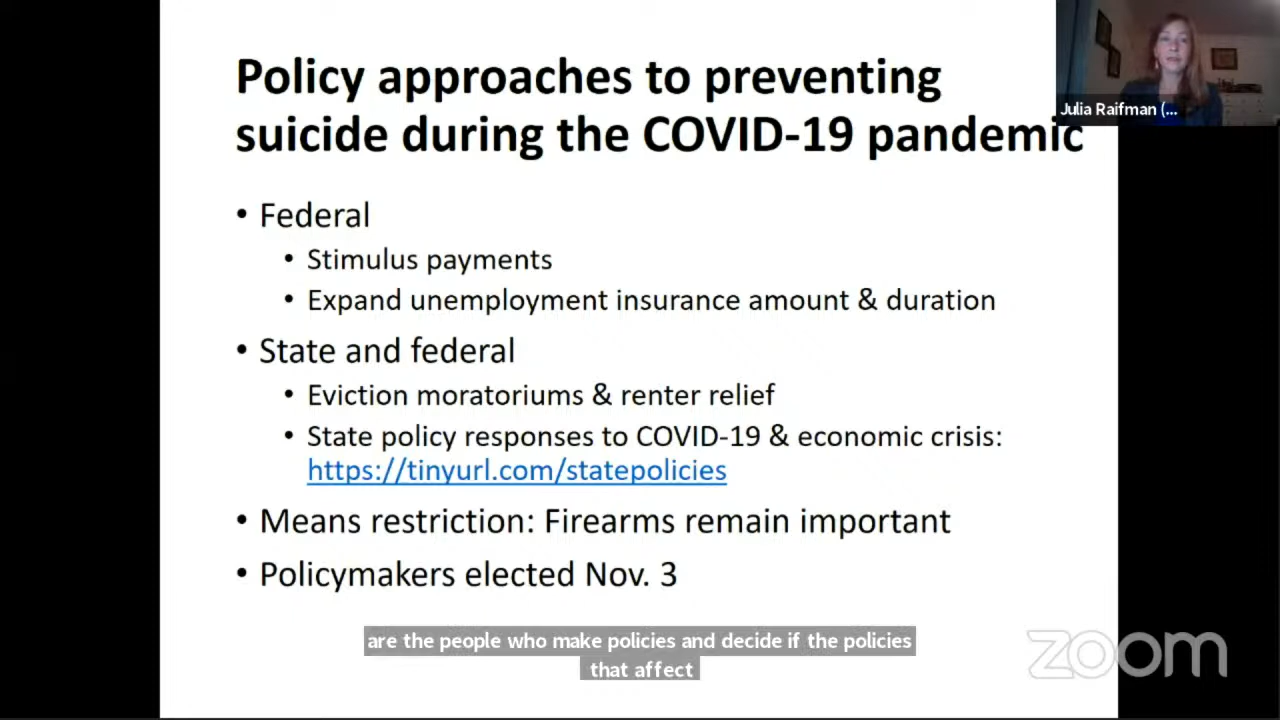 Policy approaches to preventing
suicide during the COVID-19 pandemic
Julia Raifman (...
• Federal
• Stimulus payments
• Expand unemployment insurance amount & duration
• State and federal
• Eviction moratoriums & renter relief
• State policy responses to COVID-19 & economic crisis:
https://tinyurl.com/statepolicies
• Means restriction: Firearms remain important
• Policymakers elected Nov. 3
are the people who make policies and decide if the policies
that affect
zoom